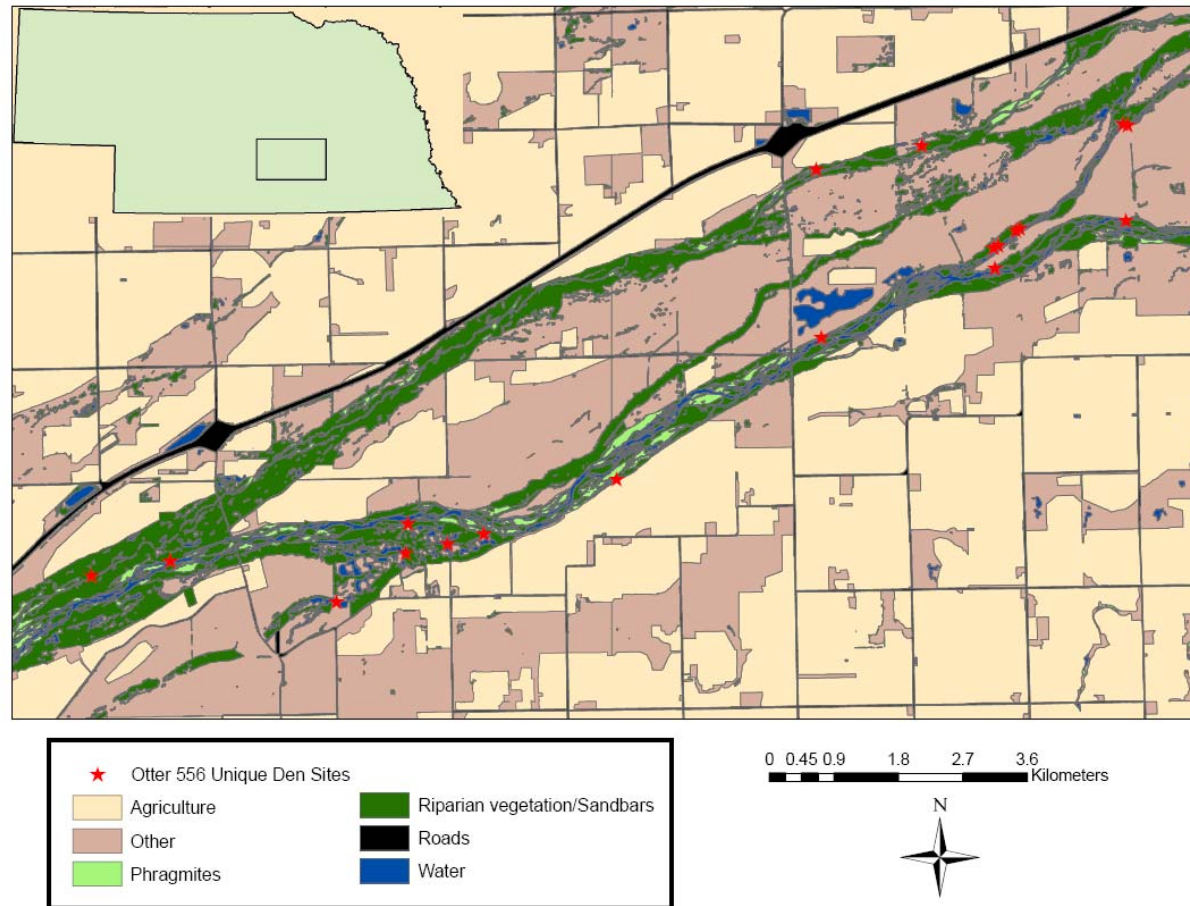 Otter 556 Unique Den Sites
Agriculture
Other
Phragmites
Riparian vegetation/Sandbars
Roads
Water
0 0.45 0.9 1.8 2.7 3.6
Kilometers
N